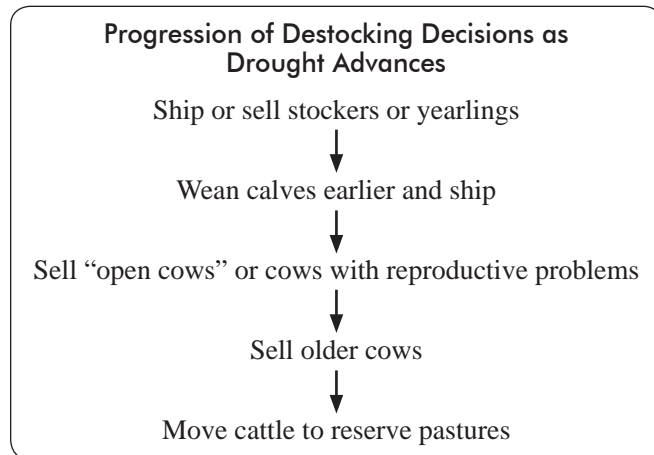 Progression of Destocking Decisions as
Drought Advances
Ship or sell stockers or yearlings
Wean calves earlier and ship
Sell “open cows” or cows with reproductive problems
Sell older cows
Move cattle to reserve pastures